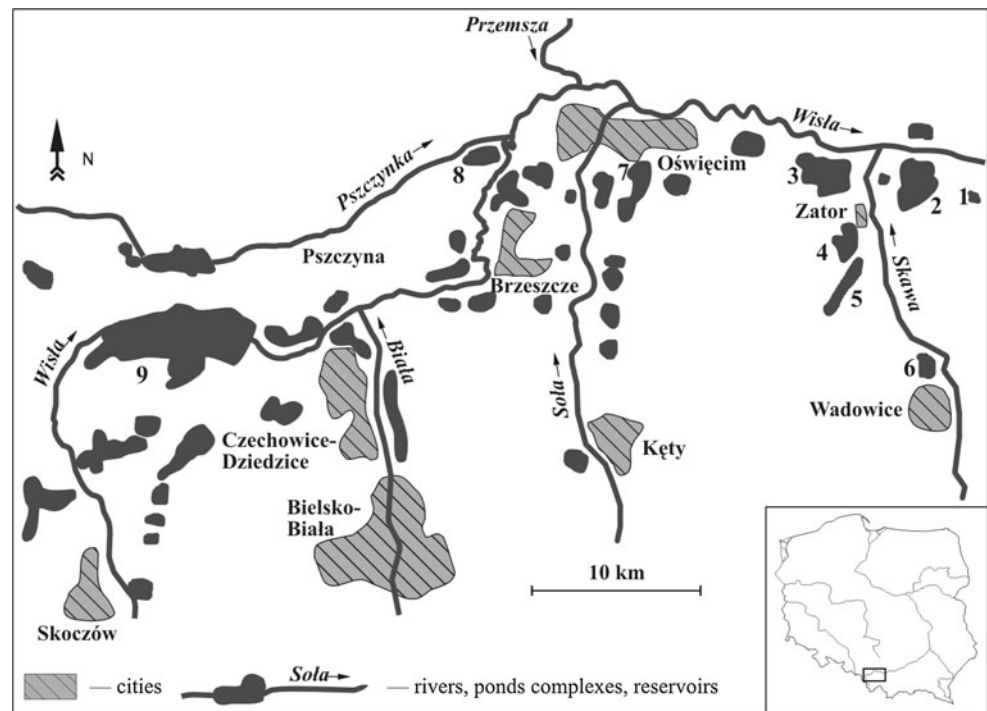 Przemsza
N
Pszczynka
Wisła
8
7
Oświęcim
3
2
1
Zator
4
5
Skawa
Pszczyna
Brzeszcze
Wisła
9
Biała
Soła
6
Wadowice
Czechowice-
Dziedzice
Kęty
Bielsko-
Biała
10 km
Skoczów
— cities
Soła
— rivers, ponds complexes, reservoirs